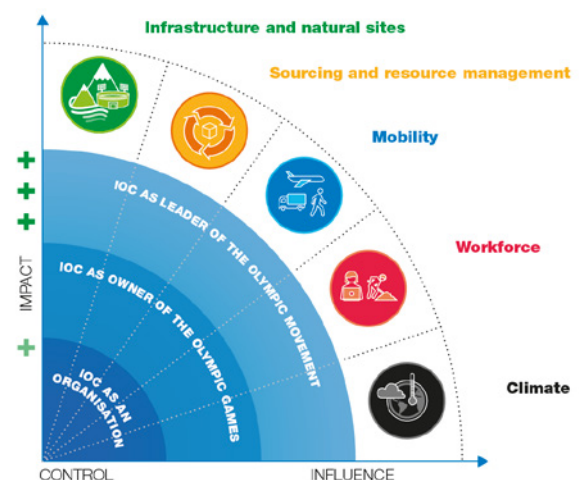 Infrastructure and natural sites
Sourcing and resource management
Mobility
Workforce
Climate
+
+
+
IMPACT
+
IOC AS LEADER OF THE OLYMPIC MOVEMENT
IOC AS OWNER OF THE OLYMPIC GAMES
IOC AS AN
ORGANISATION
CONTROL
INFLUENCE